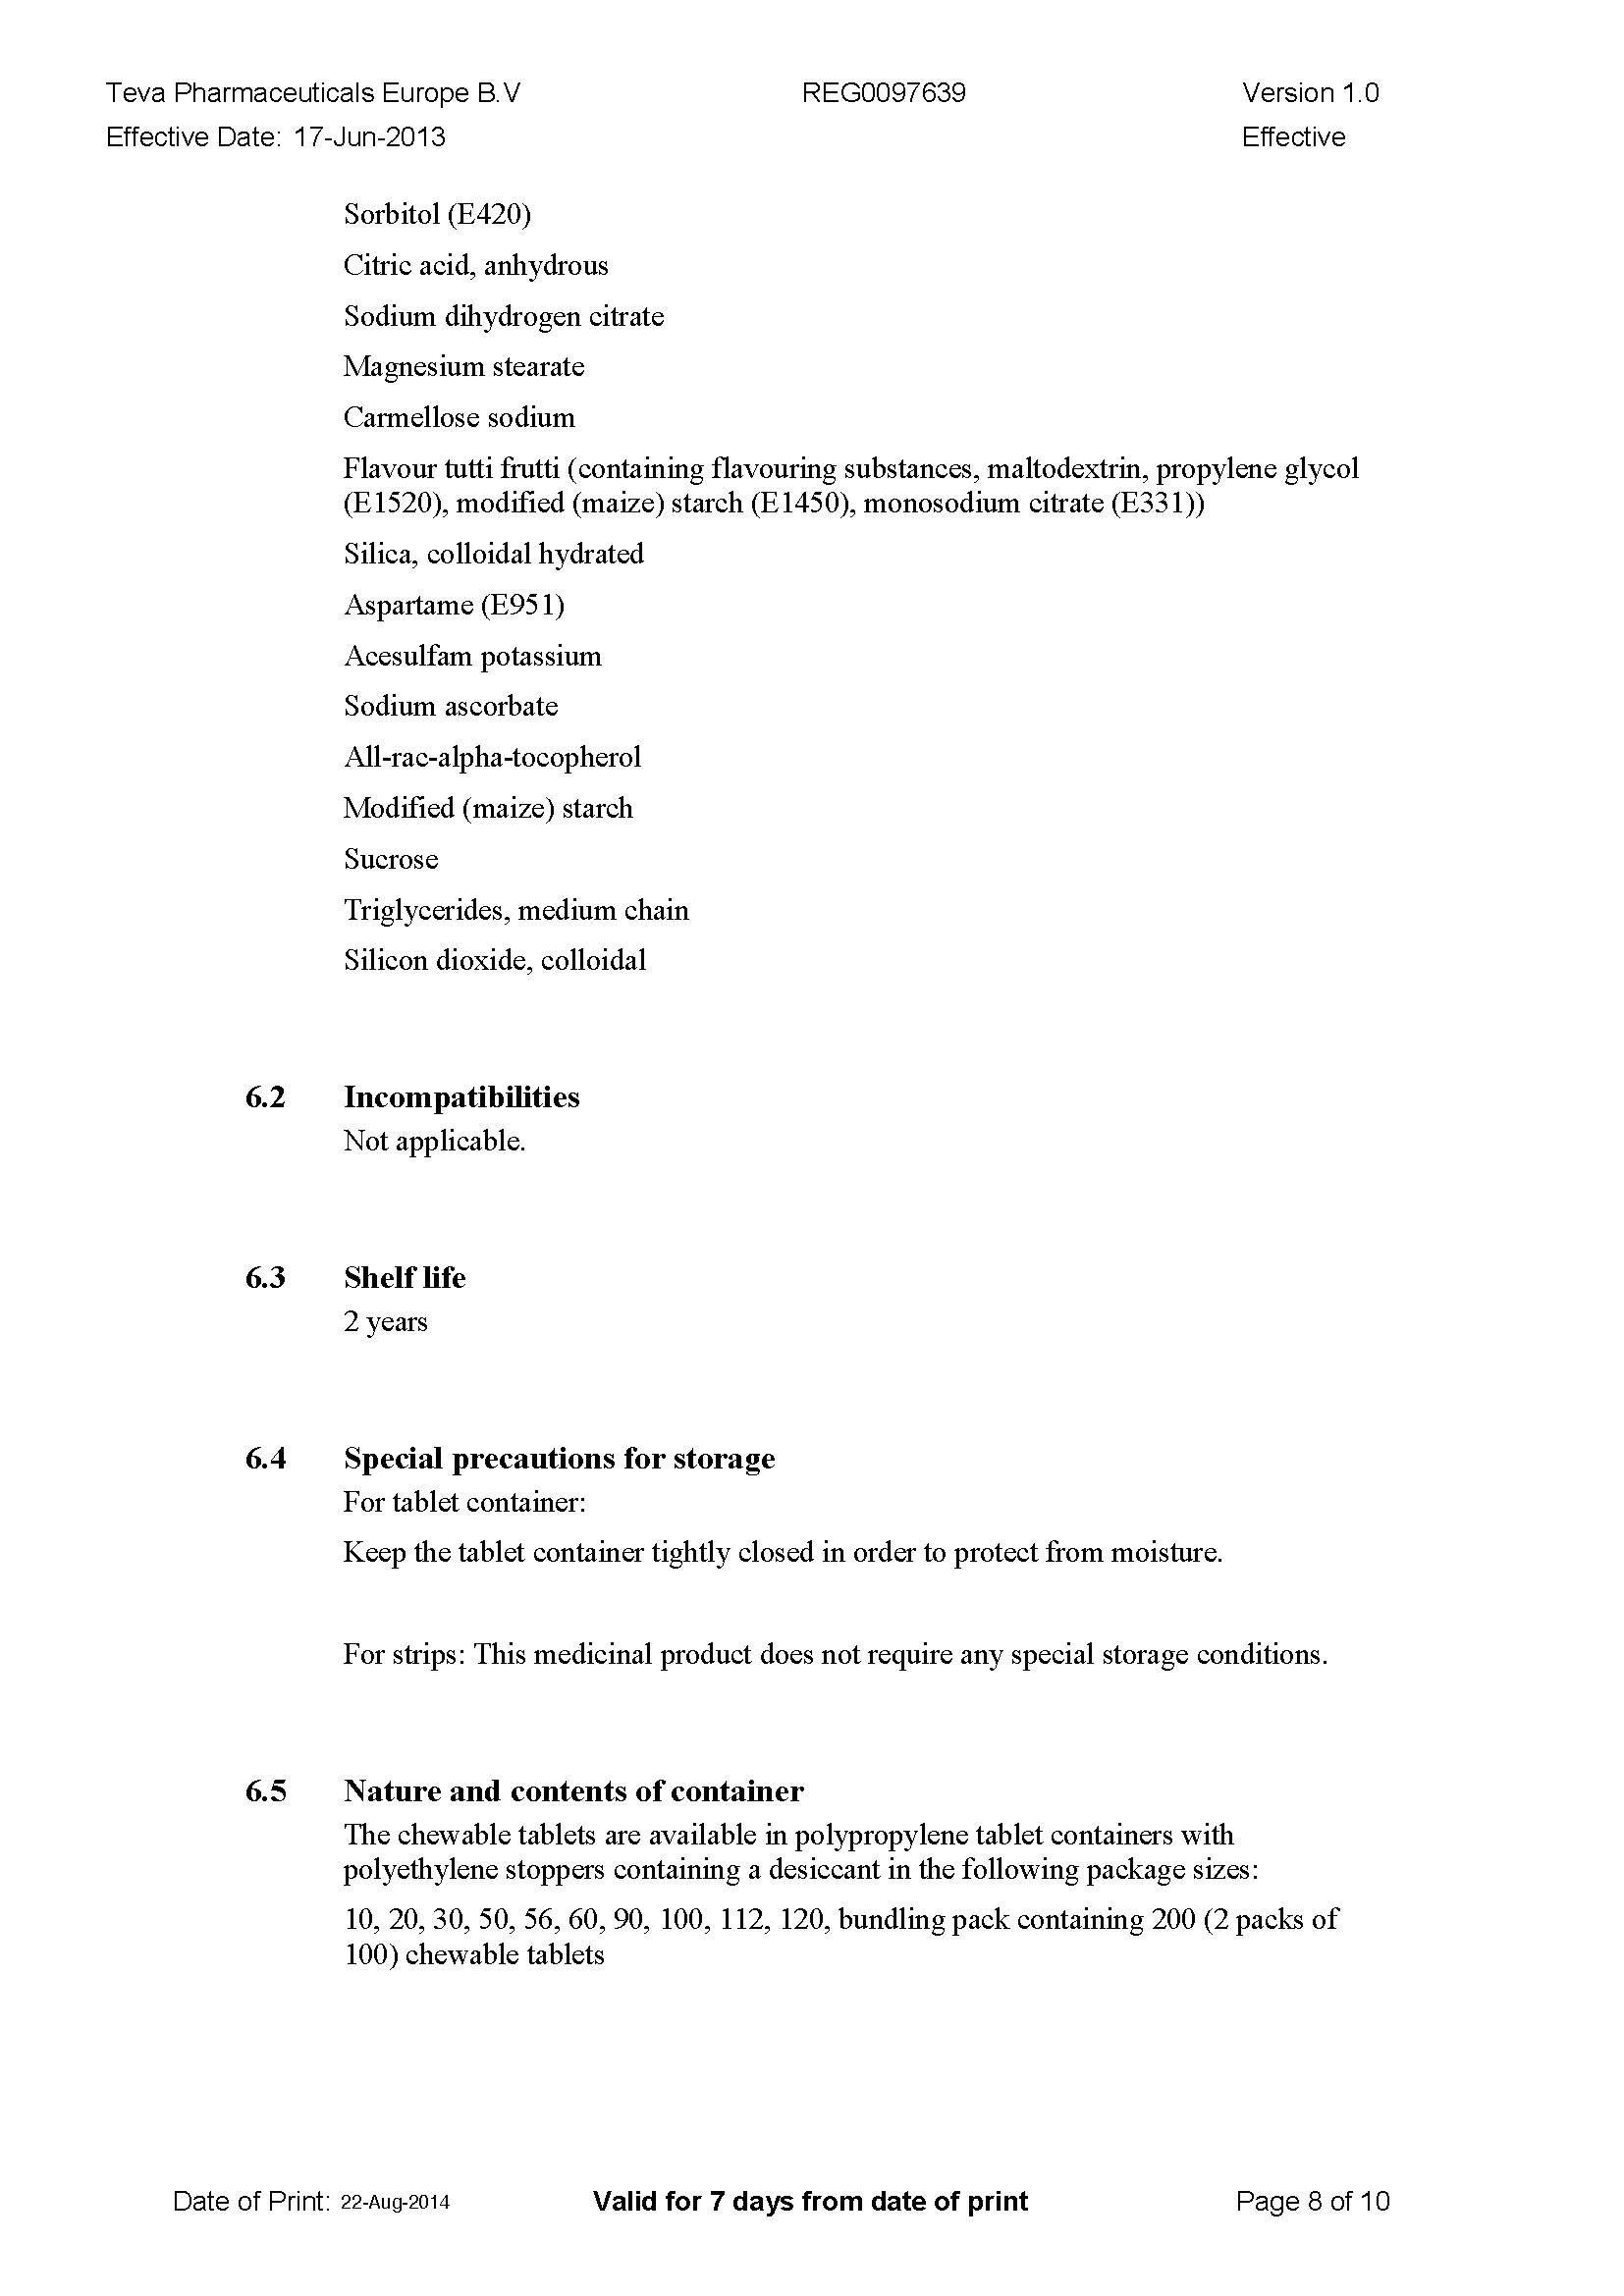 Teva Pharmaceuticals Europe B.V REG0097639 Version 1.0
Effective Date: 17-Jun-2013 Effective
Sorbitol (E420)
Citric acid, anhydrous
Sodium dihydrogen citrate
Magnesium stearate
Carmellose sodium
Flavour tutti frutti (containing flavouring substances, maltodextrin, propylene glycol
(E1520), modified (maize) starch (E1450), monosodium citrate (E331))
Silica, colloidal hydrated
Aspartame (E951)
Acesulfam potassium
Sodium ascorbate
All-rac-alpha-tocopherol
Modified (maize) starch
Sucrose
Triglycerides, medium chain
Silicon dioxide, colloidal
6.2 Incompatibilities
Not applicable.
6.3 Shelf life
2 years
6.4 Special precautions for storage
For tablet container:
Keep the tablet container tightly closed in order to protect from moisture.
For strips: This medicinal product does not require any special storage conditions.
6.5 Nature and contents of container
The chewable tablets are available in polypropylene tablet containers with
polyethylene stoppers containing a desiccant in the following package sizes:
10, 20, 30, 50, 56, 60, 90, 100, 112, 120, bundling pack containing 200 (2 packs of
100) chewable tablets
Date of Print: 22-Aug-2014 Valid for 7 days from date of print Page 8 of 10